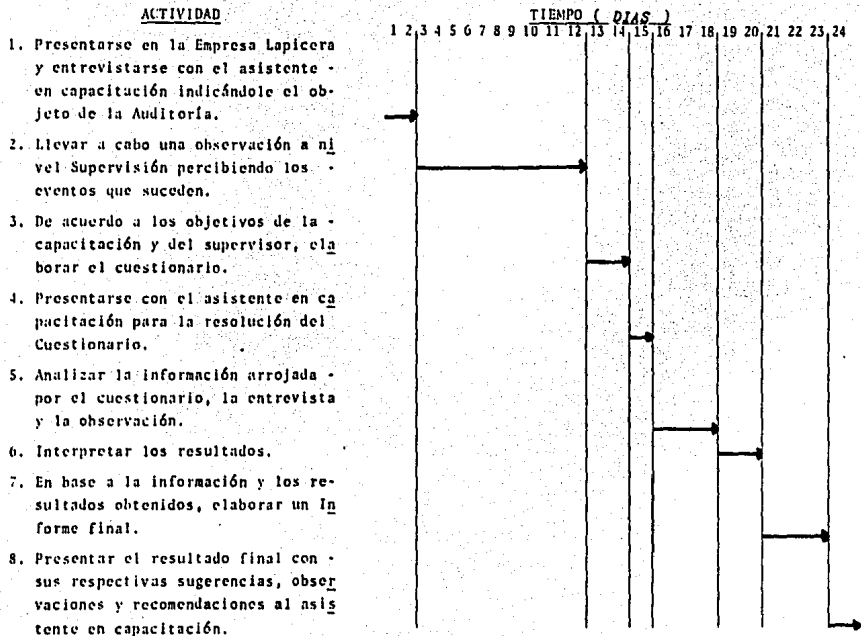 ACTIVIDAD
TIEMPO ( DIAS )
1 2 3 4 5 6 7 8 9 10 11 12 13 14 15 16 17 18 19 20 21 22 23 24
1. Presentarse en la Empresa Lapicera
y entrevistarse con el asistente -
en capacitación indicándole el ob-
jeto de la Auditoría.
2. Llevar a cabo una observación a ni
vel Supervisión percibiendo los -
eventos que suceden.
3. De acuerdo a los objetivos de la -
capacitación y del supervisor, ela
borar el cuestionario.
4. Presentarse con el asistente en ca
pacitación para la resolución del
Cuestionario.
5. Analizar la información arrojada -
por el cuestionario, la entrevista
y la observación.
6. Interpretar los resultados.
7. En base a la información y los re-
sultados obtenidos, elaborar un In
forme final.
8. Presentar el resultado final con -
sus respectivas sugerencias, obser
vaciones y recomendaciones al asis
tente en capacitación.